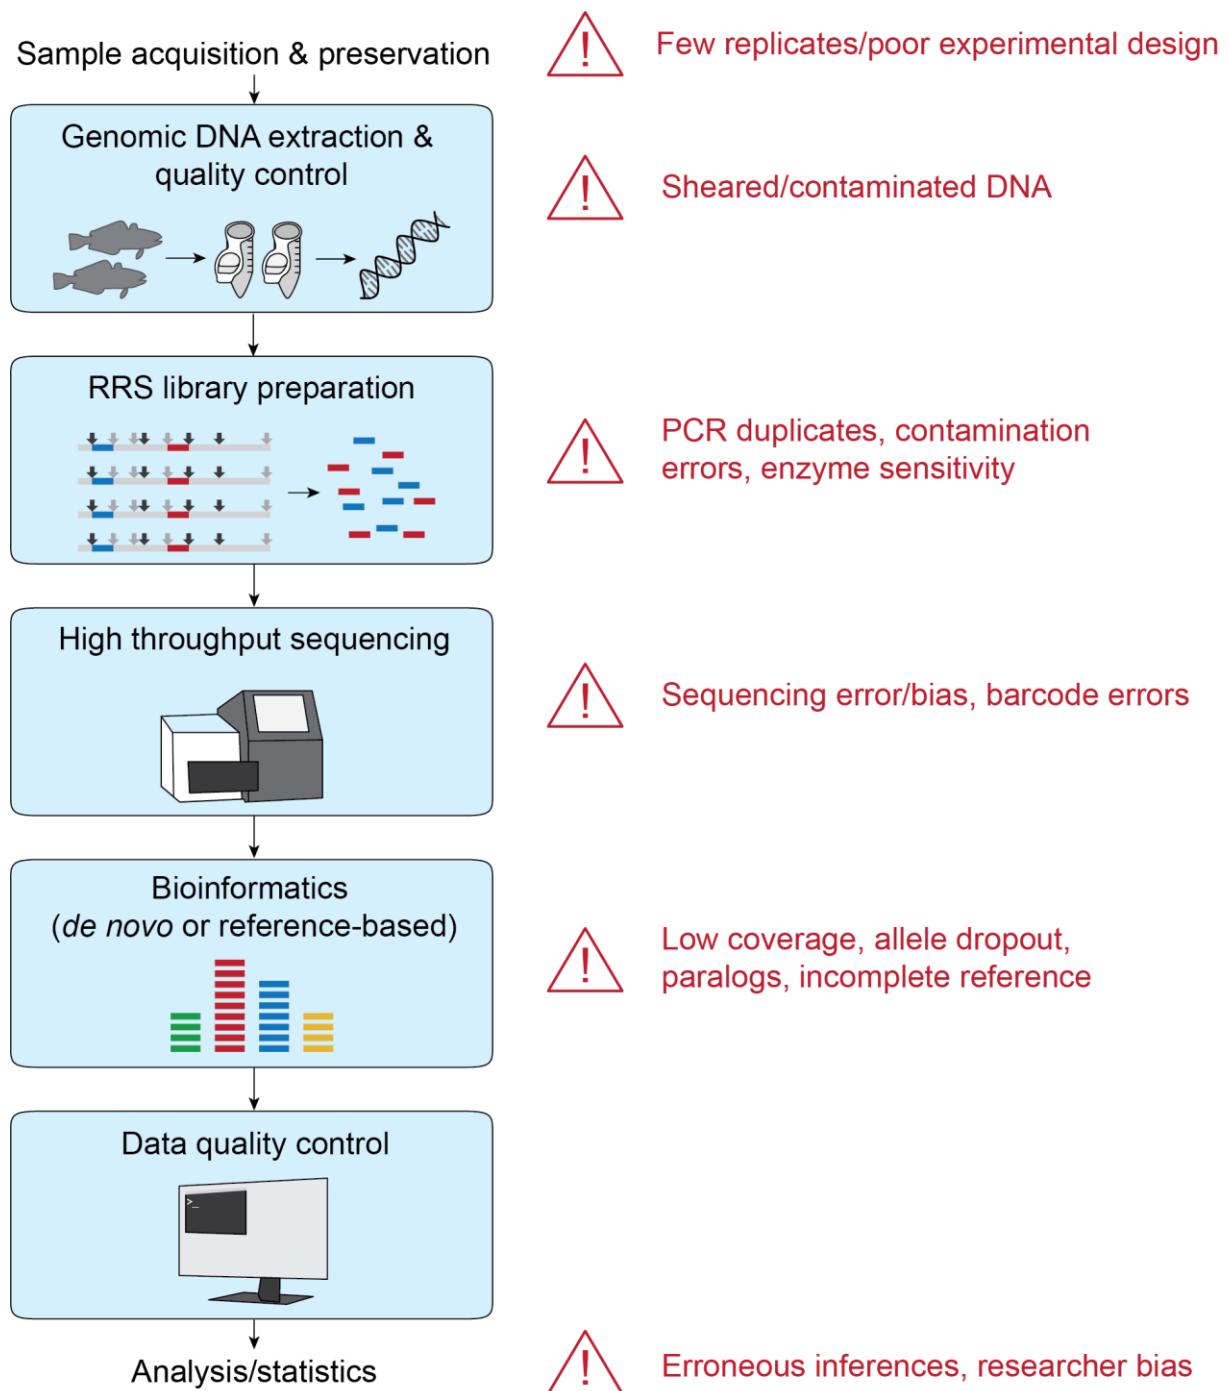 Sample acquisition & preservation
! Few replicates/poor experimental design
Genomic DNA extraction &
quality control
! Sheared/contaminated DNA
RRS library preparation
! PCR duplicates, contamination
errors, enzyme sensitivity
High throughput sequencing
! Sequencing error/bias, barcode errors
Bioinformatics
(de novo or reference-based)
! Low coverage, allele dropout,
paralogs, incomplete reference
Data quality control
>_
Analysis/statistics
! Erroneous inferences, researcher bias